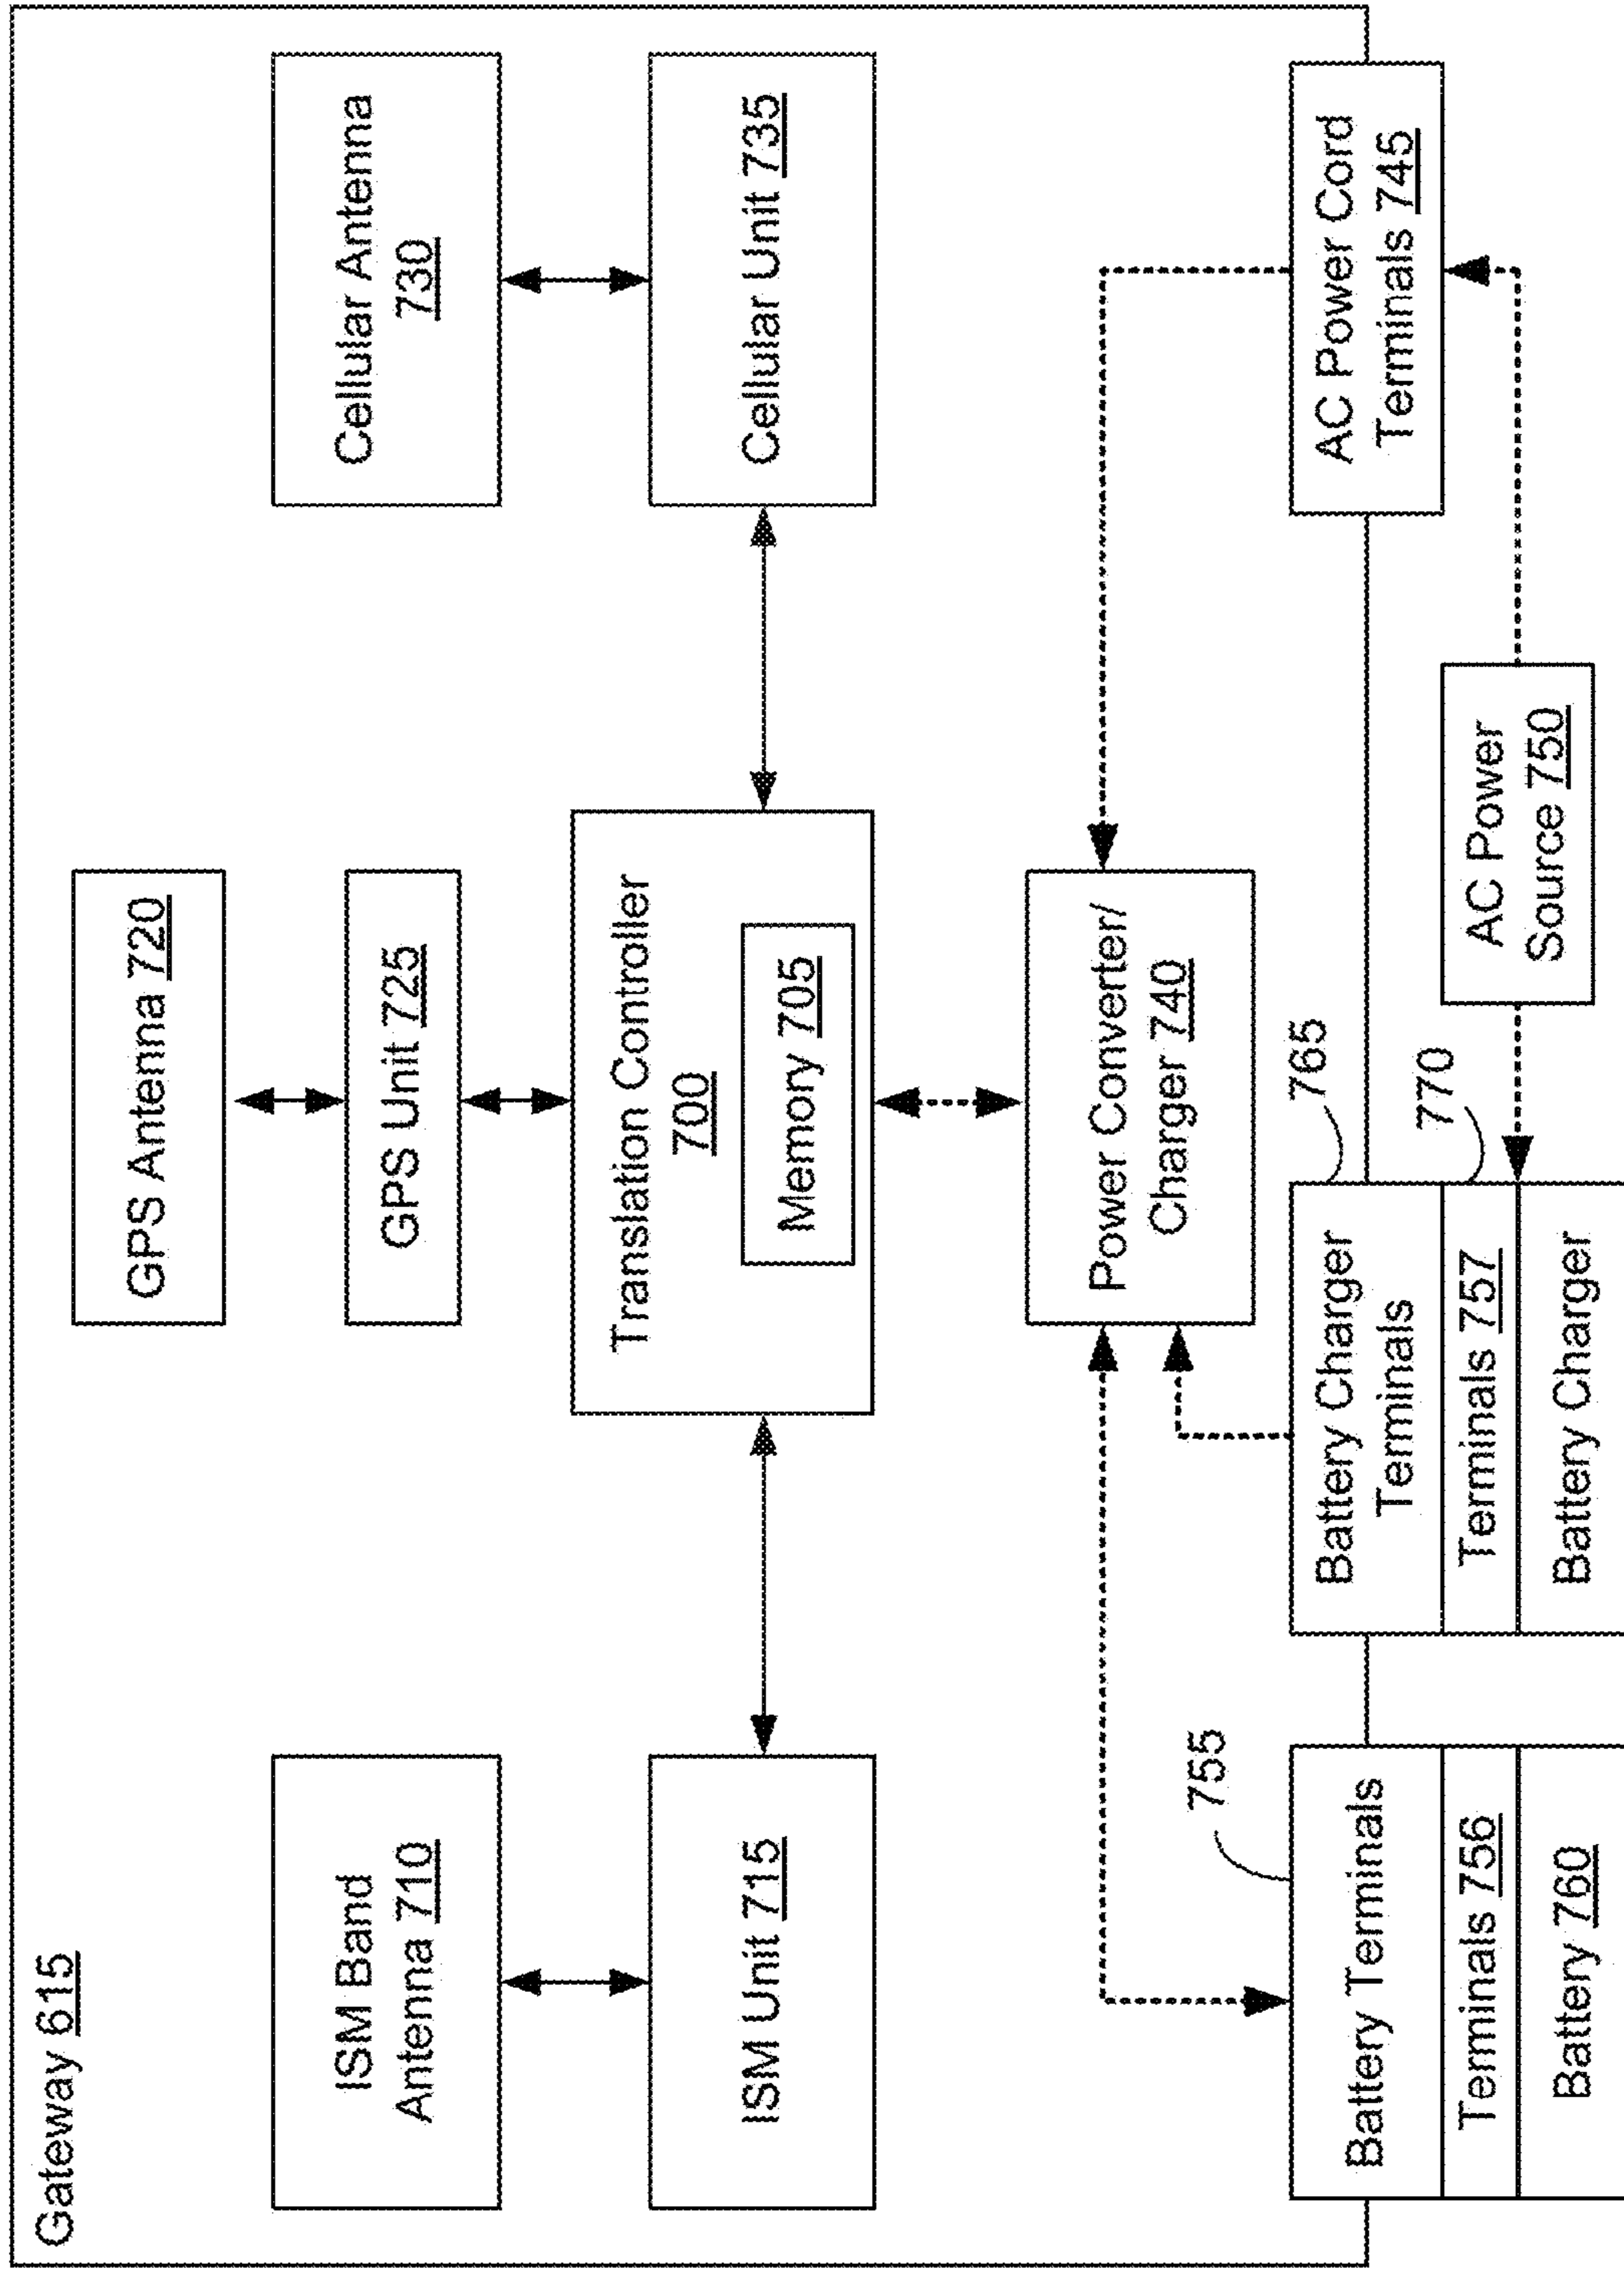 Gateway 615
GPS Antenna 720
GPS Unit 725
ISM Band
Antenna 710
ISM Unit 715
Translation Controller
700
Memory 705
Cellular Antenna
730
Cellular Unit 735
Power Converter/
Charger 740
755
Battery Terminals
Terminals 756
Battery 760
765
Battery Charger
Terminals
770
Terminals 757
Battery Charger
AC Power
Source 750
AC Power Cord
Terminals 745